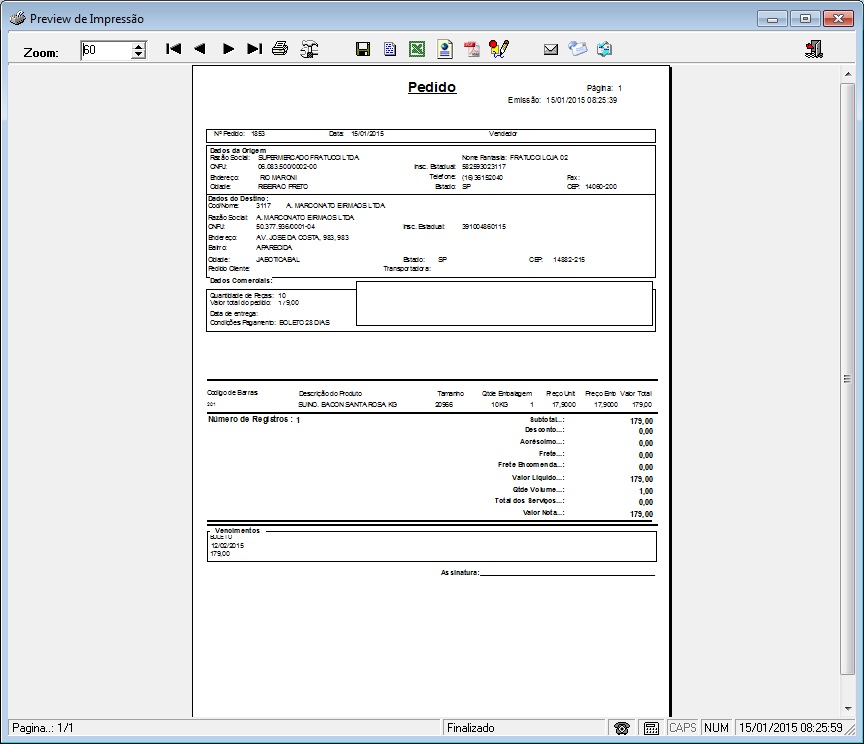 Preview de Impressão
Zoom: 60
Pedido
Página: 1
Emissão: 15/01/2015 08:25:39
Nº Pedido: 1853 Data: 15/01/2015 Vendedor
Dados da Origem
Razão Social: SUPERMERCADO FRATUCCI LTDA Nome Fantasia: FRATUCCI LOJA 02
CNPJ: 06.083.500/0002-00 Insc. Estadual: 582593023117
Endereço: RIO MARONI Telefone: (16)36152040 Fax:
Cidade: RIBEIRAO PRETO Estado: SP CEP: 14060-200
Dados do Destino:
Cod/Nome: 3117 A. MARCONATO E IRMAOS LTDA
Razão Social: A. MARCONATO E IRMAOS LTDA
CNPJ: 50.377.936/0001-04 Insc. Estadual: 391004860115
Endereço: AV. JOSE DA COSTA, 983, 983
Bairro: APARECIDA
Cidade: JABOTICABAL Estado: SP CEP: 14882-215
Pedido Cliente: Transportadora:
Dados Comerciais:
Quantidade de Peças: 10
Valor total do pedido: 179,00
Data de entrega:
Condições Pagamento: BOLETO 28 DIAS
Codigo de Barras Descrição do Produto Tamanho Qtde Embalagem Preço Unit Preço Emb Valor Total
SUINO. BACON SANTA ROSA KG 20966 10KG 1 17,9000 17,9000 179,00
Número de Registros : 1
Subtotal...: 179,00
Desconto...: 0,00
Acréscimo...: 0,00
Frete...: 0,00
Frete Encomenda...: 0,00
Valor Liquido...: 179,00
Qtde Volume...: 1,00
Total dos Serviços...: 0,00
Valor Nota...: 179,00
Vencimentos
BOLETO
12/02/2015
179,00
Assinatura:
Pagina..: 1/1 Finalizado CAPS NUM 15/01/2015 08:25:59